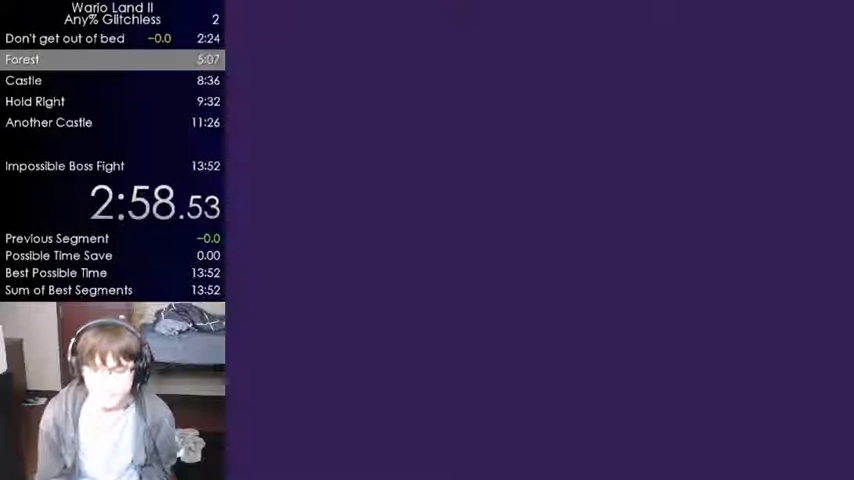 Wario Land II
Any% Glitchless 2
Don't get out of bed −0.0 2:24
Forest 5:07
Castle 8:36
Hold Right 9:32
Another Castle 11:26
Impossible Boss Fight 13:52
2:58.53
Previous Segment −0.0
Possible Time Save 0.00
Best Possible Time 13:52
Sum of Best Segments 13:52